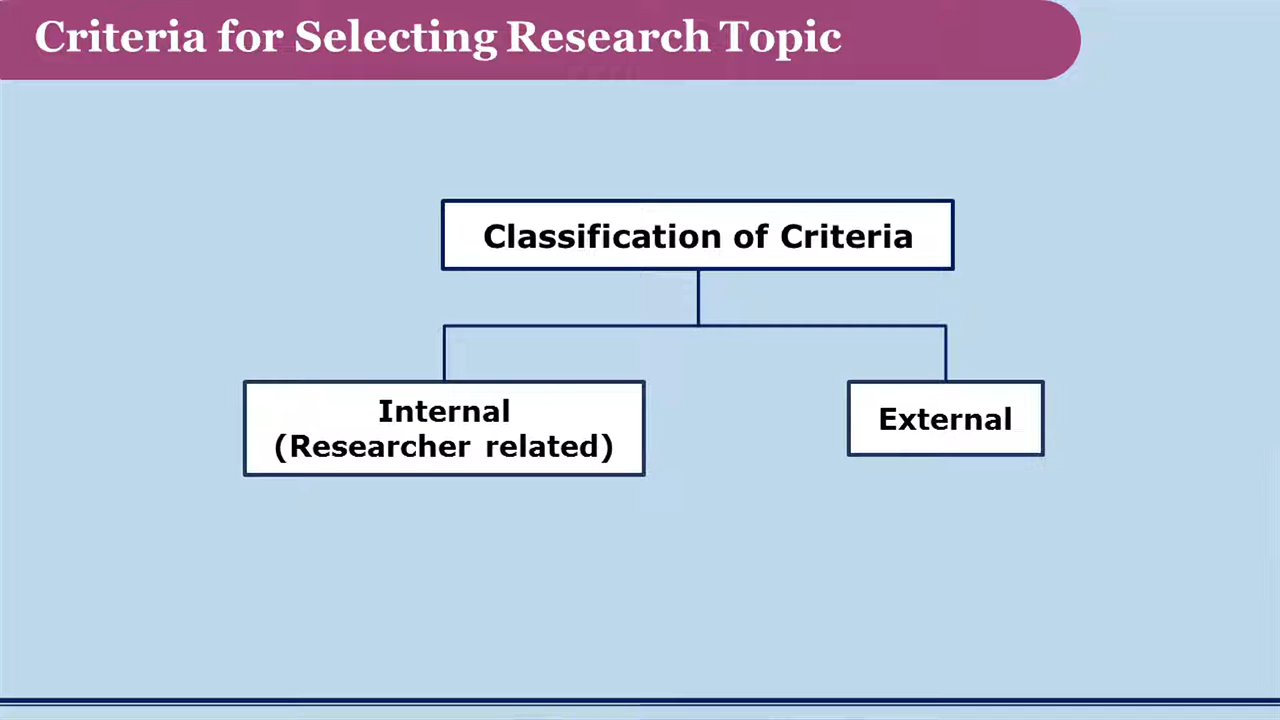 Criteria for Selecting Research Topic
Classification of Criteria
Internal
(Researcher related)
External